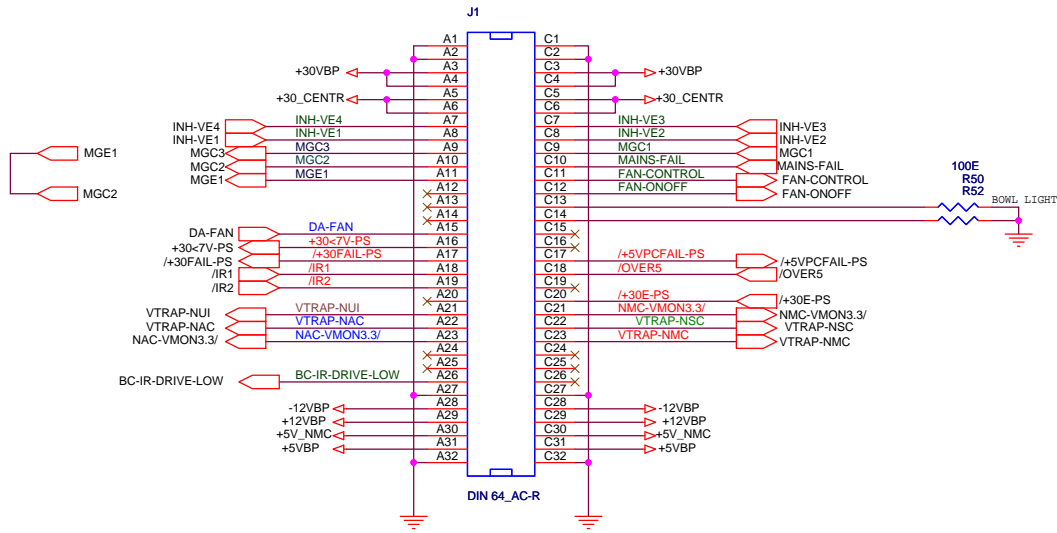 J1
A1 C1
A2 C2
+30VBP A3 C3 +30VBP
A4 C4
+30_CENTR A5 C5 +30_CENTR
A6 C6
INH-VE4 INH-VE4 A7 C7 INH-VE3 INH-VE3
INH-VE1 INH-VE1 A8 C8 INH-VE2 INH-VE2
MGE1 MGC3 MGC3 A9 C9 MGC1 MGC1
MGC2 MGC2 A10 C10 MAINS-FAIL MAINS-FAIL 100E
MGE1 MGE1 A11 C11 FAN-CONTROL FAN-CONTROL R50
MGC2 A12 C12 FAN-ONOFF FAN-ONOFF R52
A13 C13 BOWL LIGHT
A14 C14
DA-FAN DA-FAN A15 C15
+30<7V-PS +30<7V-PS A16 C16
/+30FAIL-PS /+30FAIL-PS A17 C17 /+5VPCFAIL-PS /+5VPCFAIL-PS
/IR1 /IR1 A18 C18 /OVER5 /OVER5
/IR2 /IR2 A19 C19
A20 C20 /+30E-PS /+30E-PS
VTRAP-NUI VTRAP-NUI A21 C21 NMC-VMON3.3/ NMC-VMON3.3/
VTRAP-NAC VTRAP-NAC A22 C22 VTRAP-NSC VTRAP-NSC
NAC-VMON3.3/ NAC-VMON3.3/ A23 C23 VTRAP-NMC VTRAP-NMC
A24 C24
A25 C25
BC-IR-DRIVE-LOW BC-IR-DRIVE-LOW A26 C26
A27 C27
-12VBP A28 C28 -12VBP
+12VBP A29 C29 +12VBP
+5V_NMC A30 C30 +5V_NMC
+5VBP A31 C31 +5VBP
A32 C32
DIN 64_AC-R